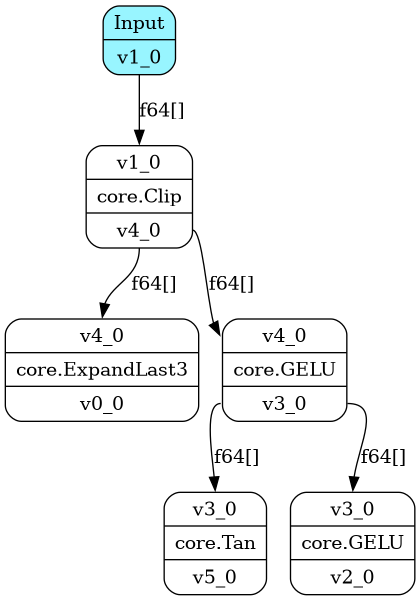 Input
v1_0
f64[]
v1_0
core.Clip
v4_0
f64[]
f64[]
v4_0
core.ExpandLast3
v0_0
v4_0
core.GELU
v3_0
f64[]
f64[]
v3_0
core.Tan
v5_0
v3_0
core.GELU
v2_0